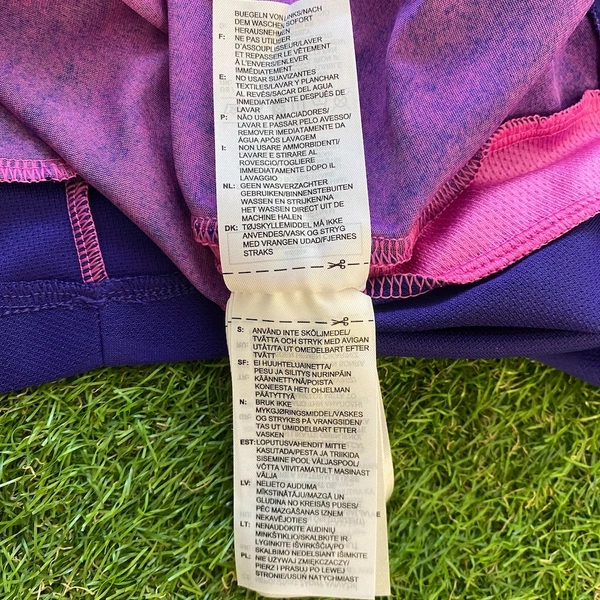 BUEGELN VON LINKS/NACH
DEM WASCHEN SOFORT
HERAUSNEHMEN
F: NE PAS UTILISER
D'ASSOUPLISSEUR/LAVER
ET REPASSER LE VÊTEMENT
À L'ENVERS/ENLEVER
IMMÉDIATEMENT
E: NO USAR SUAVIZANTES
TEXTILES/LAVAR Y PLANCHAR
AL REVÉS/SACAR DEL AGUA
INMEDIATAMENTE DESPUÉS DE
LAVAR
P: NÃO USAR AMACIADORES/
LAVAR E PASSAR PELO AVESSO/
REMOVER IMEDIATAMENTE DA
ÁGUA APÓS LAVAGEM
I: NON USARE AMMORBIDENTI/
LAVARE E STIRARE AL
ROVESCIO/TOGLIERE
IMMEDIATAMENTE DOPO IL
LAVAGGIO
NL: GEEN WASVERZACHTER
GEBRUIKEN/BINNENSTEBUITEN
WASSEN EN STRIJKEN/NA
HET WASSEN DIRECT UIT DE
MACHINE HALEN
DK: TØJSKYLLEMIDDEL MÅ IKKE
ANVENDES/VASK OG STRYG
MED VRANGEN UDAD/FJERNES
STRAKS
S: ANVÄND INTE SKÖLJMEDEL/
TVÄTTA OCH STRYK MED AVIGAN
UTÅT/TA UT OMEDELBART EFTER
TVÄTT
SF: EI HUUHTELUAINETTA/
PESU JA SILITYS NURINPÄIN
KÄÄNNETTYNÄ/POISTA
KONEESTA HETI OHJELMAN
PÄÄTYTTYÄ
N: BRUK IKKE
MYKGJØRINGSMIDDEL/VASKES
OG STRYKES PÅ VRANGSIDEN/
TAS UT UMIDDELBART ETTER
VASKEN
EST: LOPUTUSVAHENDIT MITTE
KASUTADA/PESTA JA TRIIKIDA
SISEMINE POOL VÄLJASPOOL/
VÕTTA VIIVITAMATULT MASINAST
VÄLJA
LV: NELIETO AUDUMA
MĪKSTINĀTĀJU/MAZGĀ UN
GLUDINA NO KREISĀS PUSES/
PĒC MAZGĀŠANAS IZŅEM
NEKAVĒJOTIES
LT: NENAUDOKITE AUDINIŲ
MINKŠTIKLIO/SKALBKITE IR
LYGINKITE IŠVIRKŠČIĄ/PO
SKALBIMO NEDELSIANT IŠIMKITE
PL: NIE UŻYWAJ ZMIĘKCZACZY/
PIERZ I PRASUJ PO LEWEJ
STRONIE/USUŃ NATYCHMIAST